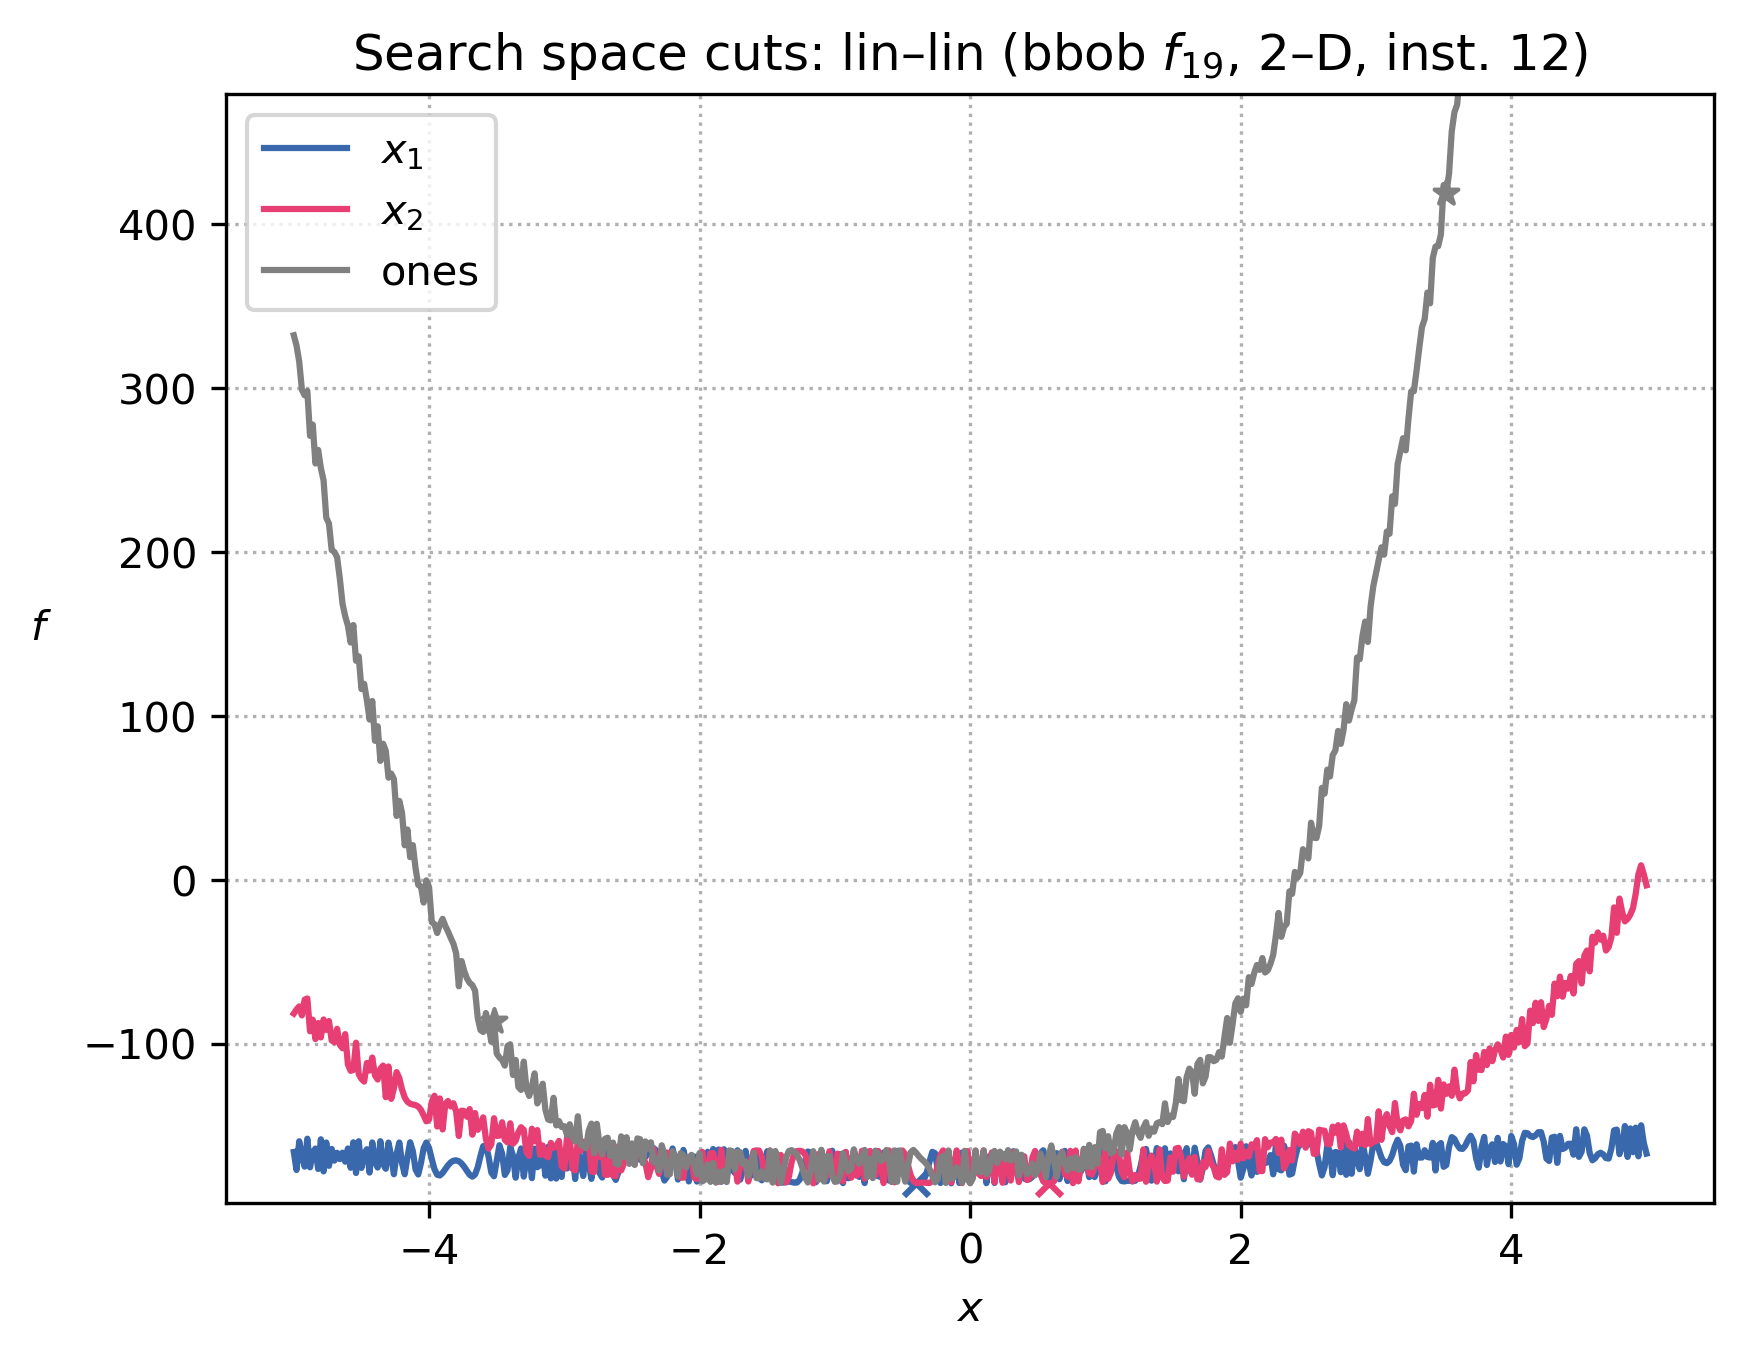 Search space cuts: lin–lin (bbob f₁₉, 2–D, inst. 12)
x₁
x₂
ones
400
300
200
100
0
−100
f
−4 −2 0 2 4
x